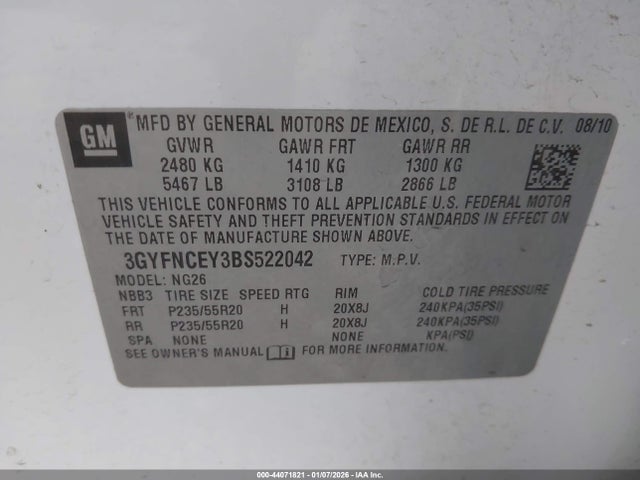 GM
MFD BY GENERAL MOTORS DE MEXICO, S. DE R.L. DE C.V. 08/10
GVWR GAWR FRT GAWR RR
2480 KG 1410 KG 1300 KG
5467 LB 3108 LB 2866 LB
THIS VEHICLE CONFORMS TO ALL APPLICABLE U.S. FEDERAL MOTOR
VEHICLE SAFETY AND THEFT PREVENTION STANDARDS IN EFFECT ON
THE DATE OF MANUFACTURE SHOWN ABOVE.
3GYFNCEY3BS522042 TYPE: M.P.V.
MODEL: NG26
NBB3 TIRE SIZE SPEED RTG RIM COLD TIRE PRESSURE
FRT P235/55R20 H 20X8J 240KPA(35PSI)
RR P235/55R20 H 20X8J 240KPA(35PSI)
SPA NONE NONE KPA(PSI)
SEE OWNER'S MANUAL i FOR MORE INFORMATION.
000-44071821 - 01/07/2026 - IAAI, Inc.